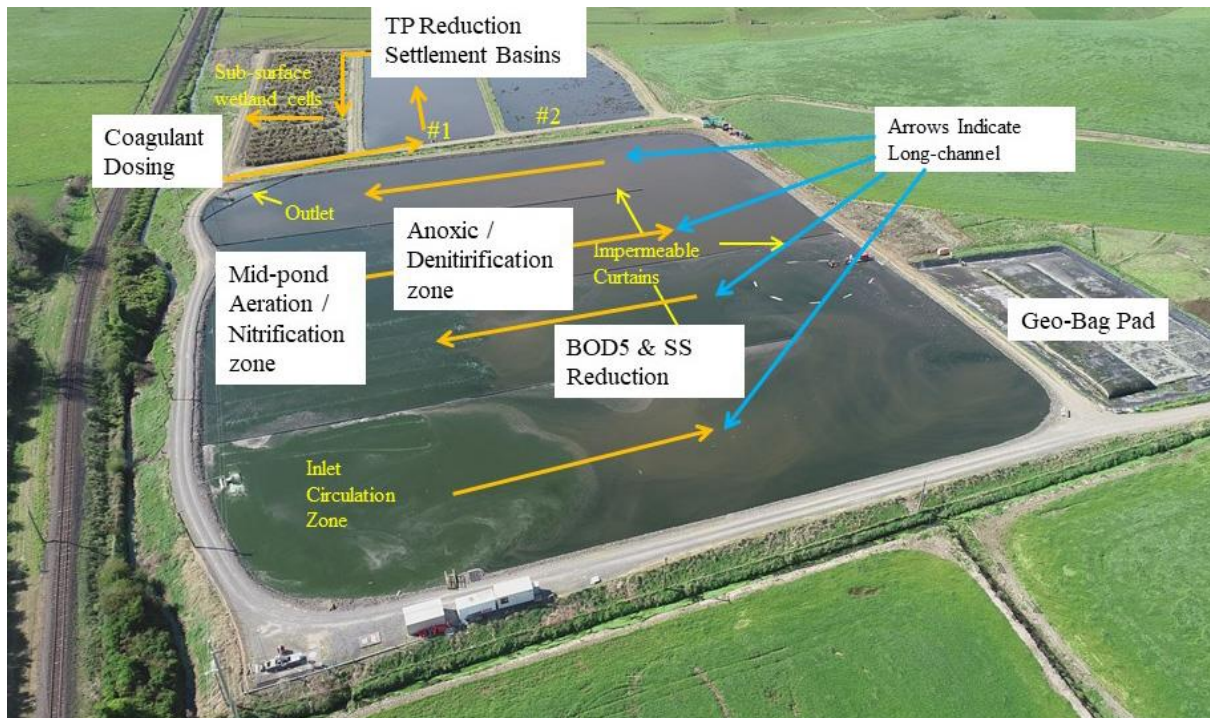 TP Reduction
Settlement Basins
Sub-surface
wetland cells
#1
#2
Coagulant
Dosing
Arrows Indicate
Long-channel
Outlet
Anoxic /
Denitirification
zone
Impermeable
Curtains
Mid-pond
Aeration /
Nitrification
zone
BOD5 & SS
Reduction
Geo-Bag Pad
Inlet
Circulation
Zone